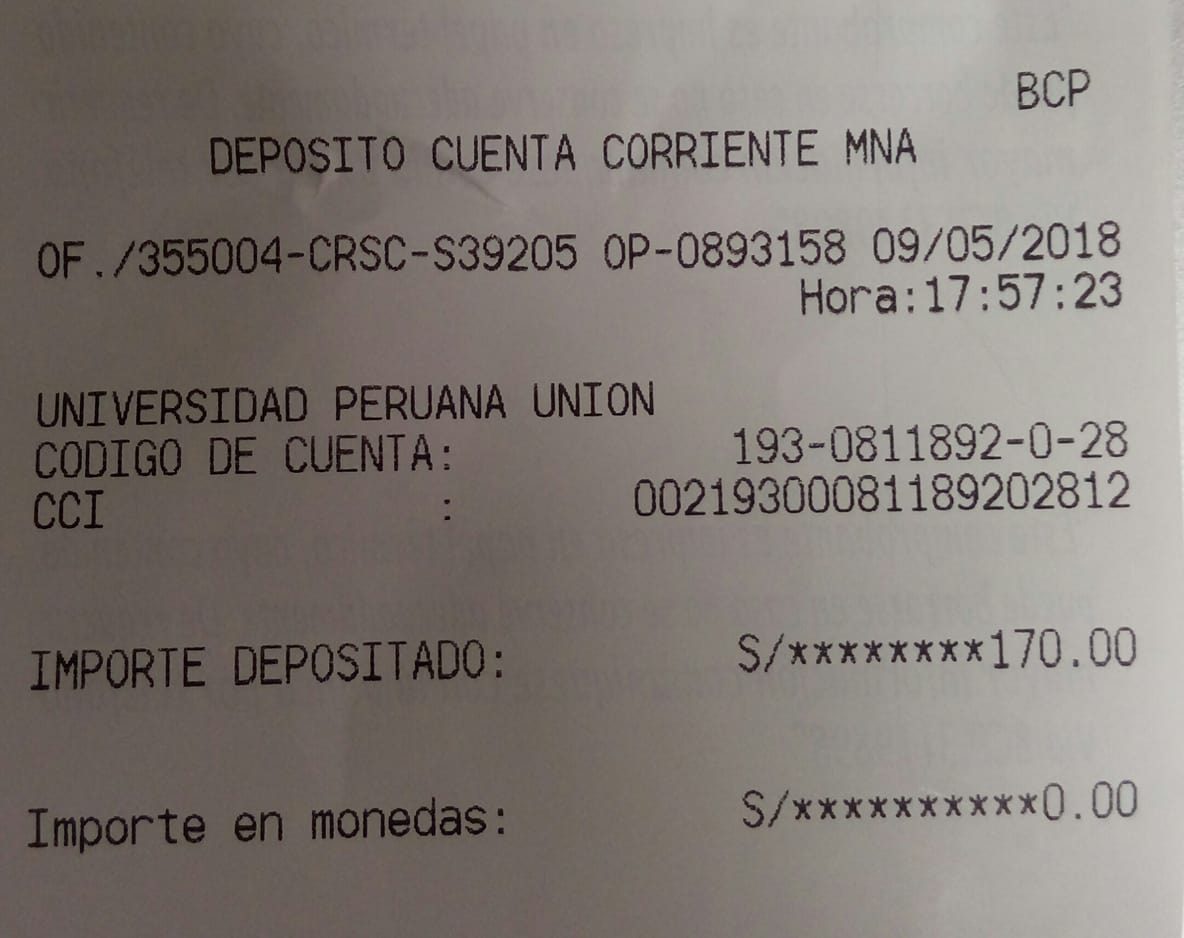 BCP
DEPOSITO CUENTA CORRIENTE MNA
OF./355004-CRSC-S39205 OP-0893158 09/05/2018
Hora:17:57:23
UNIVERSIDAD PERUANA UNION
CODIGO DE CUENTA: 193-0811892-0-28
CCI : 00219300081189202812
IMPORTE DEPOSITADO: S/********170.00
Importe en monedas: S/**********0.00